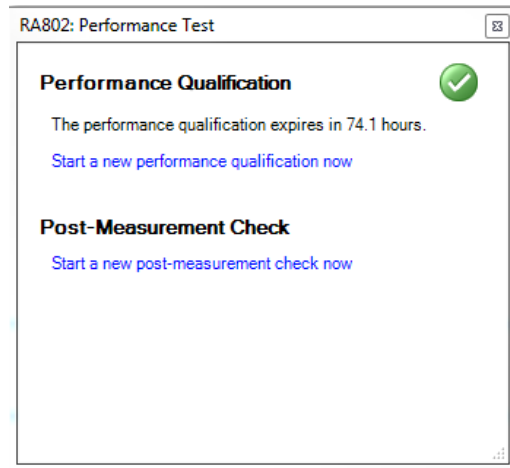 RA802: Performance Test
Performance Qualification
The performance qualification expires in 74.1 hours.
Start a new performance qualification now
Post-Measurement Check
Start a new post-measurement check now